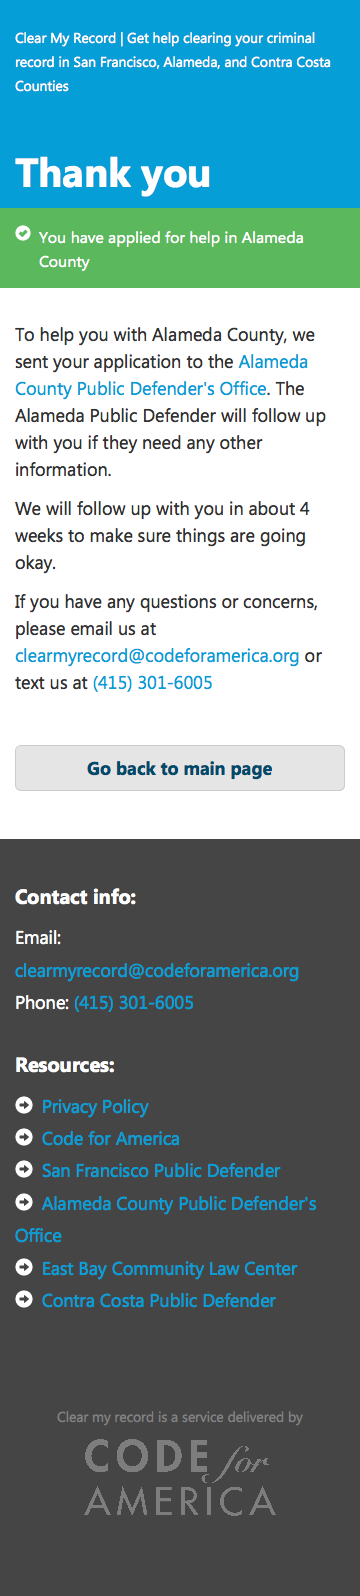 Clear My Record | Get help clearing your criminal
record in San Francisco, Alameda, and Contra Costa
Counties
Thank you
You have applied for help in Alameda
County
To help you with Alameda County, we
sent your application to the Alameda
County Public Defender's Office. The
Alameda Public Defender will follow up
with you if they need any other
information.
We will follow up with you in about 4
weeks to make sure things are going
okay.
If you have any questions or concerns,
please email us at
clearmyrecord@codeforamerica.org or
text us at (415) 301-6005
Go back to main page
Contact info:
Email:
clearmyrecord@codeforamerica.org
Phone: (415) 301-6005
Resources:
Privacy Policy
Code for America
San Francisco Public Defender
Alameda County Public Defender's
Office
East Bay Community Law Center
Contra Costa Public Defender
Clear my record is a service delivered by
CODE for
AMERICA